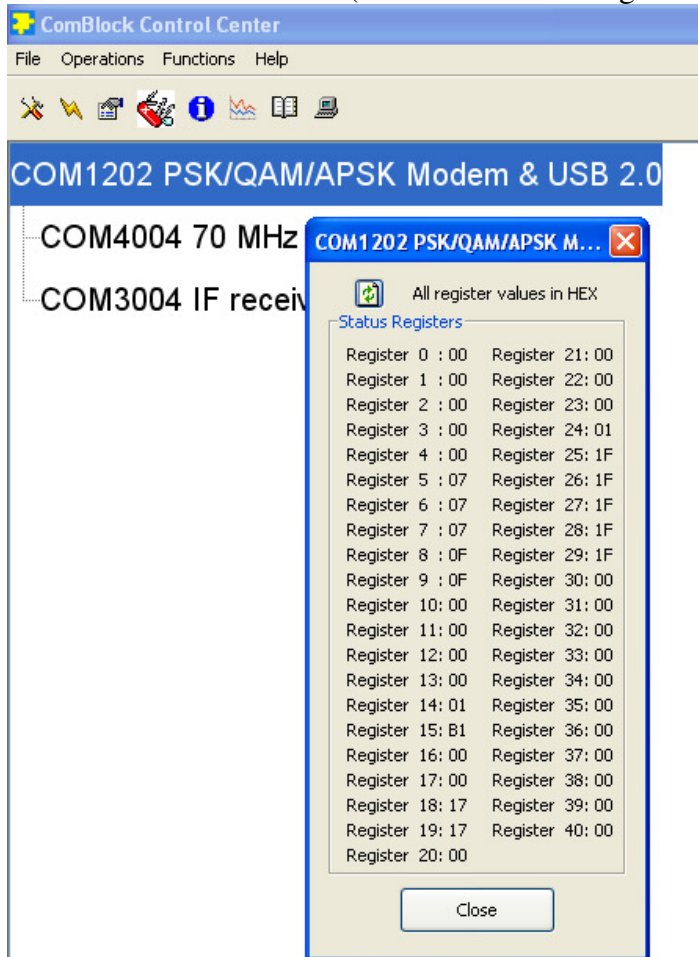 ComBlock Control Center
File Operations Functions Help
COM1202 PSK/QAM/APSK Modem & USB 2.0
COM4004 70 MHz
COM3004 IF receiv
COM1202 PSK/QAM/APSK M...
All register values in HEX
Status Registers
Register 0 : 00 Register 21: 00
Register 1 : 00 Register 22: 00
Register 2 : 00 Register 23: 00
Register 3 : 00 Register 24: 01
Register 4 : 00 Register 25: 1F
Register 5 : 07 Register 26: 1F
Register 6 : 07 Register 27: 1F
Register 7 : 07 Register 28: 1F
Register 8 : 0F Register 29: 1F
Register 9 : 0F Register 30: 00
Register 10: 00 Register 31: 00
Register 11: 00 Register 32: 00
Register 12: 00 Register 33: 00
Register 13: 00 Register 34: 00
Register 14: 01 Register 35: 00
Register 15: B1 Register 36: 00
Register 16: 00 Register 37: 00
Register 17: 00 Register 38: 00
Register 18: 17 Register 39: 00
Register 19: 17 Register 40: 00
Register 20: 00
Close